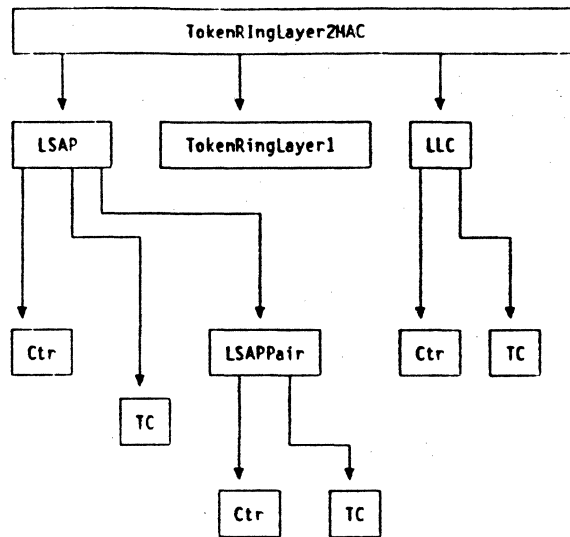 TokenRIngLayer2MAC
LSAP
TokenRingLayer1
LLC
Ctr
LSAPPair
Ctr
TC
TC
Ctr
TC